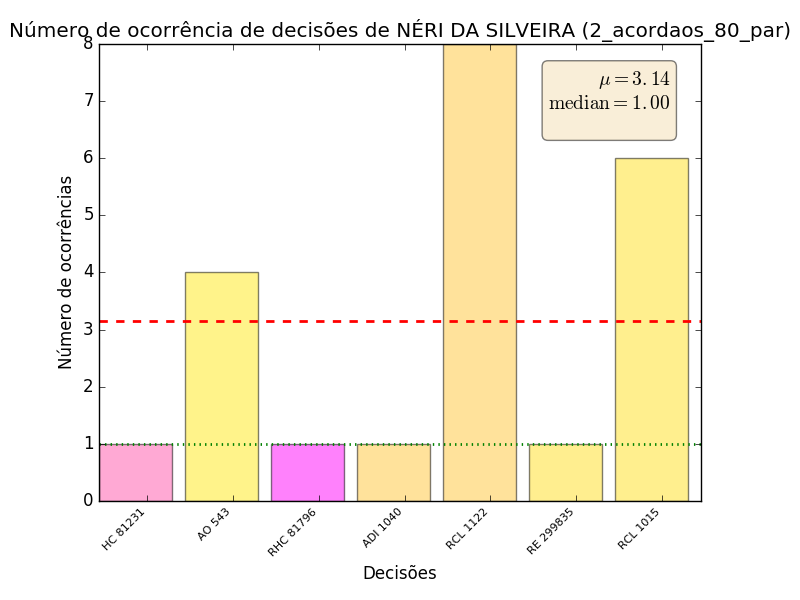 Número de ocorrência de decisões de NÉRI DA SILVEIRA (2_acordaos_80_par)
8
7
6
5
4
3
2
1
0
μ = 3.14
median = 1.00
Número de ocorrências
HC 81231
AO 543
RHC 81796
ADI 1040
RCL 1122
RE 299835
RCL 1015
Decisões